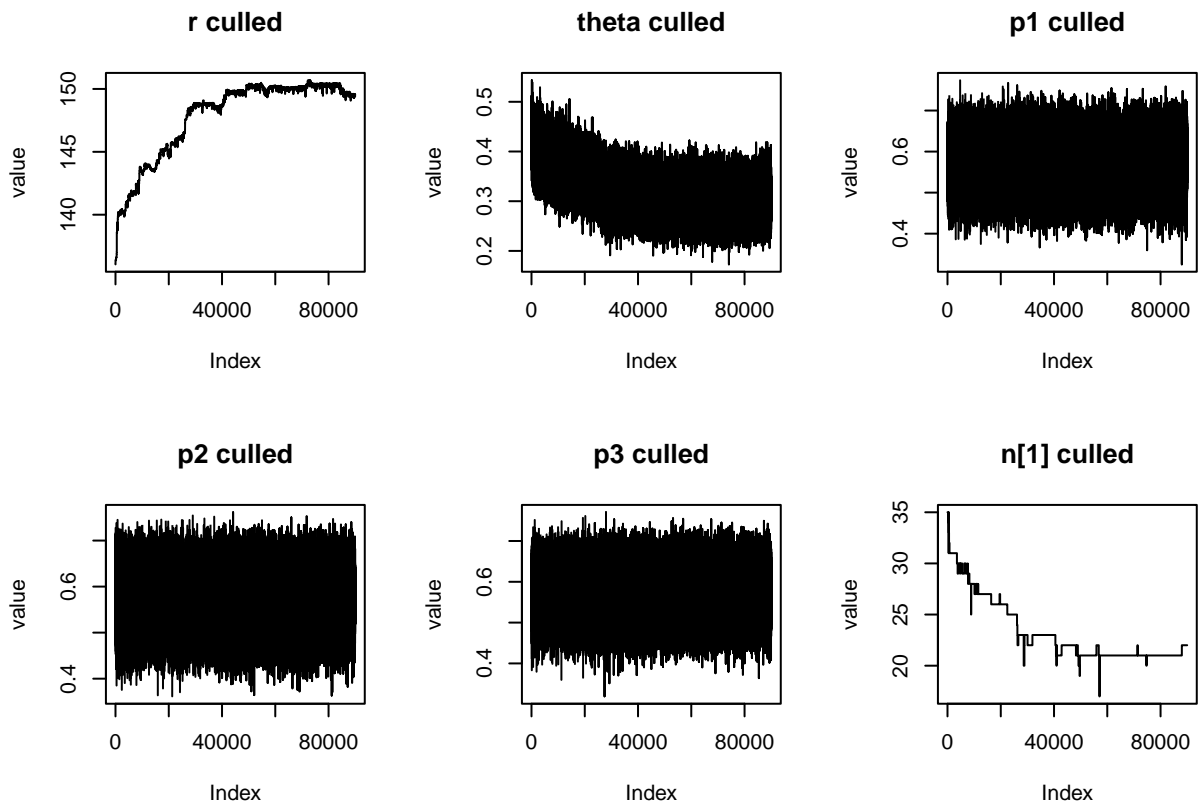 r culled
value
150
145
140
0 40000 80000
Index
theta culled
value
0.5
0.4
0.3
0.2
0 40000 80000
Index
p1 culled
value
0.6
0.4
0 40000 80000
Index
p2 culled
value
0.6
0.4
0 40000 80000
Index
p3 culled
value
0.6
0.4
0 40000 80000
Index
n[1] culled
value
35
30
25
20
0 40000 80000
Index